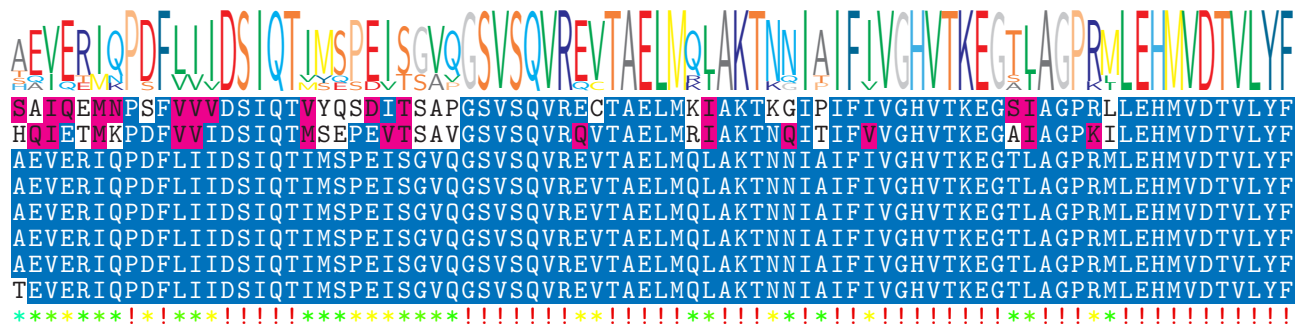 AEVERIQPDFLIIDSIQTIMSPEISGVQGSVSQVREVTAELMQLAKTNNIAIFIVGHVTKEGTLAGPRMLEHMVDTVLYF
SAIQEMNPSFVVVDSIQTVYQSDITSAPGSVSQVRECTAELMKIAKTKGIPIFIVGHVTKEGSIAGPRLLEHMVDTVLYF
HQIETMKPDFVVIDSIQTMSEPEVTSAVGSVSQVRQVTAELMRIAKTNQITIFVVGHVTKEGAIAGPKILEHMVDTVLYF
AEVERIQPDFLIIDSIQTIMSPEISGVQGSVSQVREVTAELMQLAKTNNIAIFIVGHVTKEGTLAGPRMLEHMVDTVLYF
AEVERIQPDFLIIDSIQTIMSPEISGVQGSVSQVREVTAELMQLAKTNNIAIFIVGHVTKEGTLAGPRMLEHMVDTVLYF
AEVERIQPDFLIIDSIQTIMSPEISGVQGSVSQVREVTAELMQLAKTNNIAIFIVGHVTKEGTLAGPRMLEHMVDTVLYF
AEVERIQPDFLIIDSIQTIMSPEISGVQGSVSQVREVTAELMQLAKTNNIAIFIVGHVTKEGTLAGPRMLEHMVDTVLYF
AEVERIQPDFLIIDSIQTIMSPEISGVQGSVSQVREVTAELMQLAKTNNIAIFIVGHVTKEGTLAGPRMLEHMVDTVLYF
TEVERIQPDFLIIDSIQTIMSPEISGVQGSVSQVREVTAELMQLAKTNNIAIFIVGHVTKEGTLAGPRMLEHMVDTVLYF
*******!*!***!!!!!**********!!!!!!!**!!!!!**!!!**!*!!*!!!!!!!!**!!!**!!!!!!!!!!!